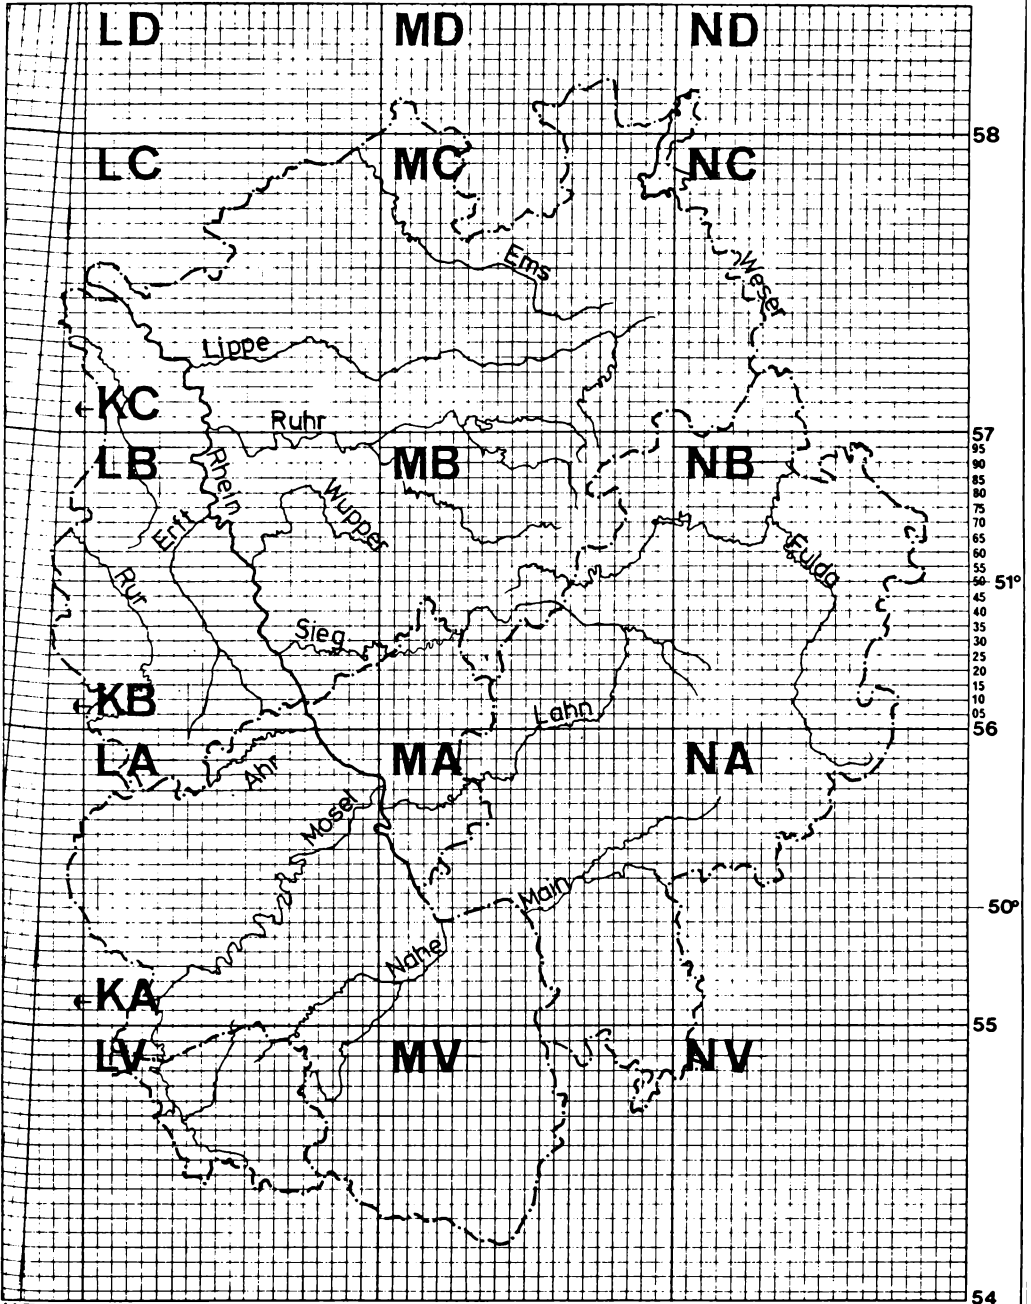 LD MD ND
58
LC MC NC
Ems
Weser
Lippe
←KC
Ruhr
57
LB MB NB
95
90
85
80
75
70
65
60
55
51°
50
45
40
35
30
25
20
15
10
05
Rhein
Wupper
Erft
Fulda
Rur
Sieg
←KB
Lahn
56
LA MA NA
Ahr
Mosel
Main
50°
Nahe
←KA
55
LV MV NV
54